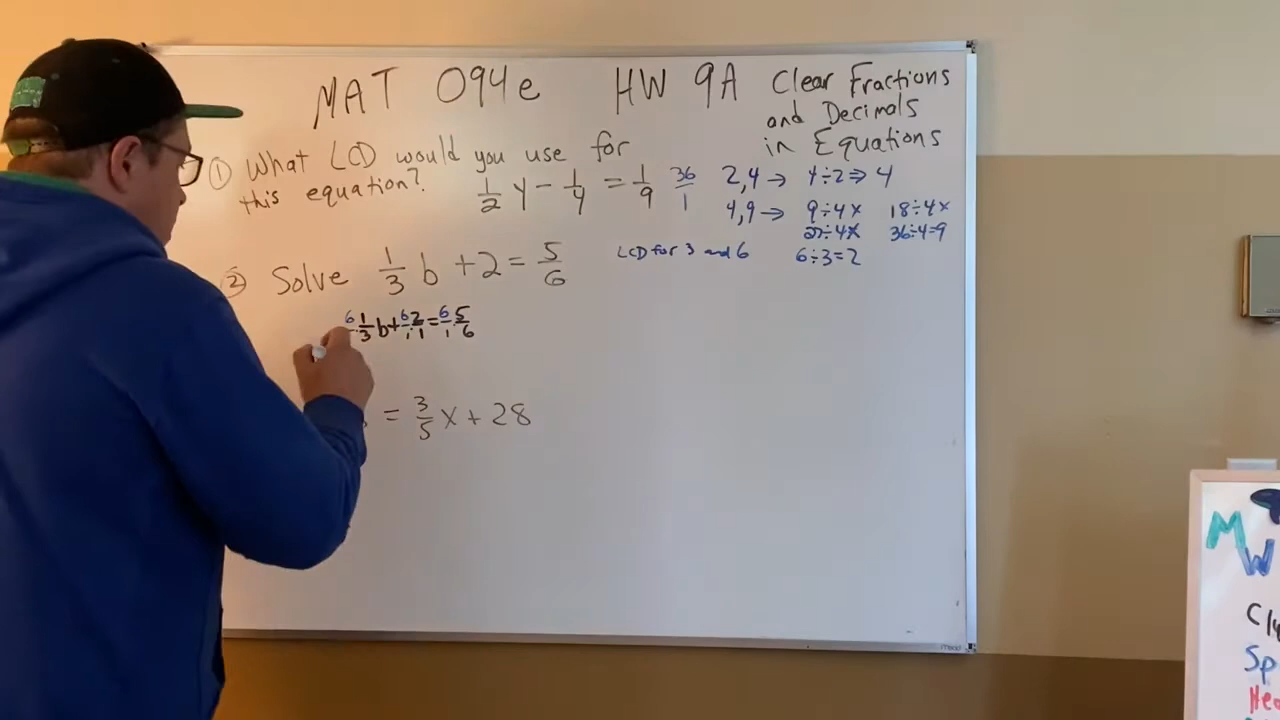 MAT 094e HW 9A Clear Fractions
and Decimals
in Equations
① What LCD would you use for
this equation? 1/2 y - 1/4 = 1/9 36/1
2,4 → 4÷2 ⇒ 4
4,9 → 9÷4 x 18÷4 x
27÷4 x 36÷4=9
② Solve 1/3 b + 2 = 5/6
LCD for 3 and 6 6÷3=2
6 · 1/3 b + 6/1 · 2/1 = 6/1 · 5/6
= 3/5 x + 28
M
W
Sp